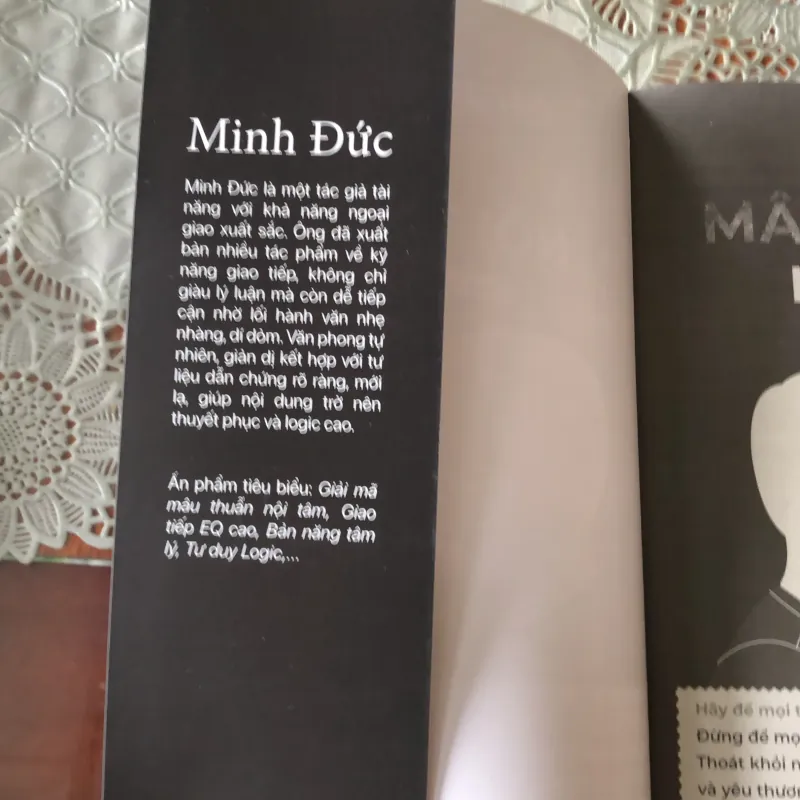 Minh Đức
Minh Đức là một tác giả tài
năng với khả năng ngoại
giao xuất sắc. Ông đã xuất
bản nhiều tác phẩm về kỹ
năng giao tiếp, không chỉ
giàu lý luận mà còn dễ tiếp
cận nhờ lối hành văn nhẹ
nhàng, dí dỏm. Văn phong tự
nhiên, giản dị kết hợp với tư
liệu dẫn chứng rõ ràng, mới
lạ, giúp nội dung trở nên
thuyết phục và logic cao.
Ấn phẩm tiêu biểu: Giải mã
mâu thuẫn nội tâm, Giao
tiếp EQ cao, Bản năng tâm
lý, Tư duy Logic,...
MÂ
Hãy để mọi t
Đừng để mọ
Thoát khỏi n
và yêu thươn